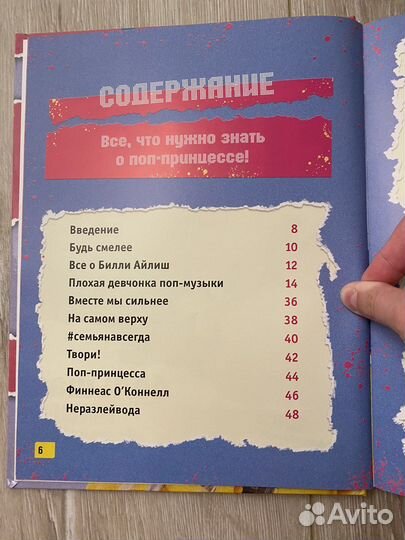 СОДЕРЖАНИЕ
Все, что нужно знать
о поп-принцессе!
Введение 8
Будь смелее 10
Все о Билли Айлиш 12
Плохая девчонка поп-музыки 14
Вместе мы сильнее 36
На самом верху 38
#семьянавсегда 40
Твори! 42
Поп-принцесса 44
Финнеас О’Коннелл 46
Неразлейвода 48
6
Avito